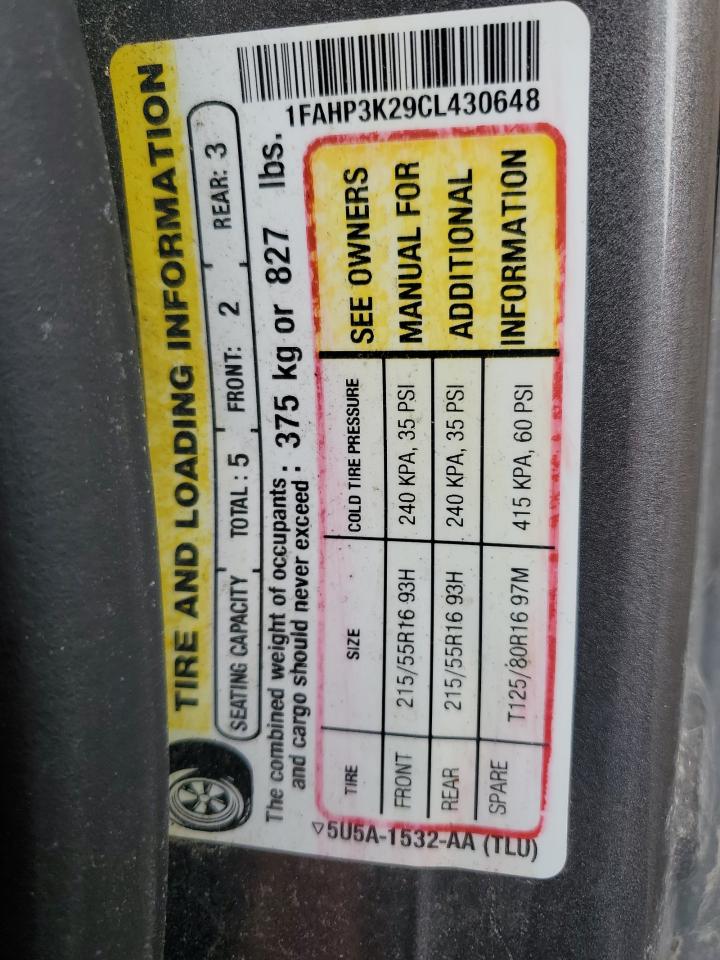 1FAHP3K29CL430648
TIRE AND LOADING INFORMATION
SEATING CAPACITY TOTAL : 5 FRONT: 2 REAR: 3
The combined weight of occupants
and cargo should never exceed : 375 kg or 827 lbs.
TIRE SIZE COLD TIRE PRESSURE
FRONT 215/55R16 93H 240 KPA, 35 PSI
REAR 215/55R16 93H 240 KPA, 35 PSI
SPARE T125/80R16 97M 415 KPA, 60 PSI
SEE OWNERS
MANUAL FOR
ADDITIONAL
INFORMATION
▽5U5A-1532-AA (TLU)